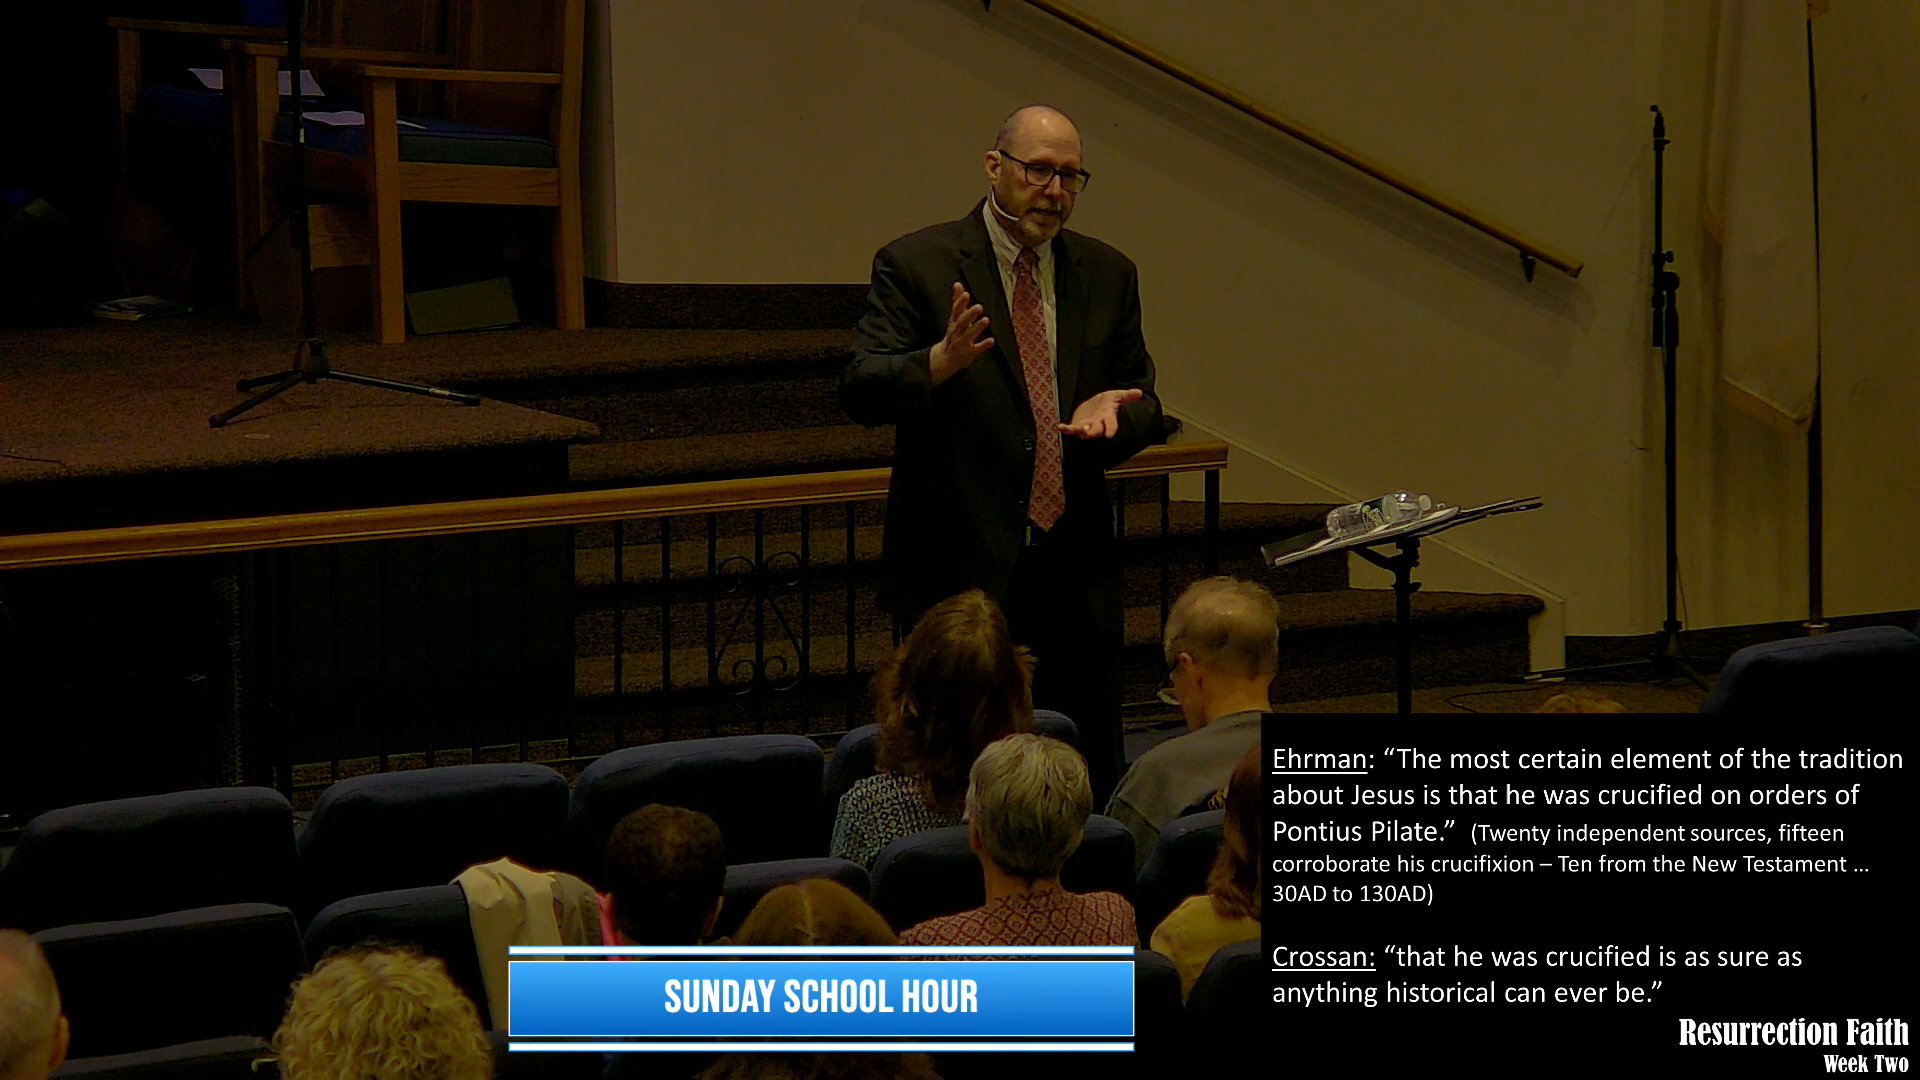 Ehrman: “The most certain element of the tradition
about Jesus is that he was crucified on orders of
Pontius Pilate.” (Twenty independent sources, fifteen
corroborate his crucifixion – Ten from the New Testament ...
30AD to 130AD)
Crossan: “that he was crucified is as sure as
anything historical can ever be.”
SUNDAY SCHOOL HOUR
Resurrection Faith
Week Two